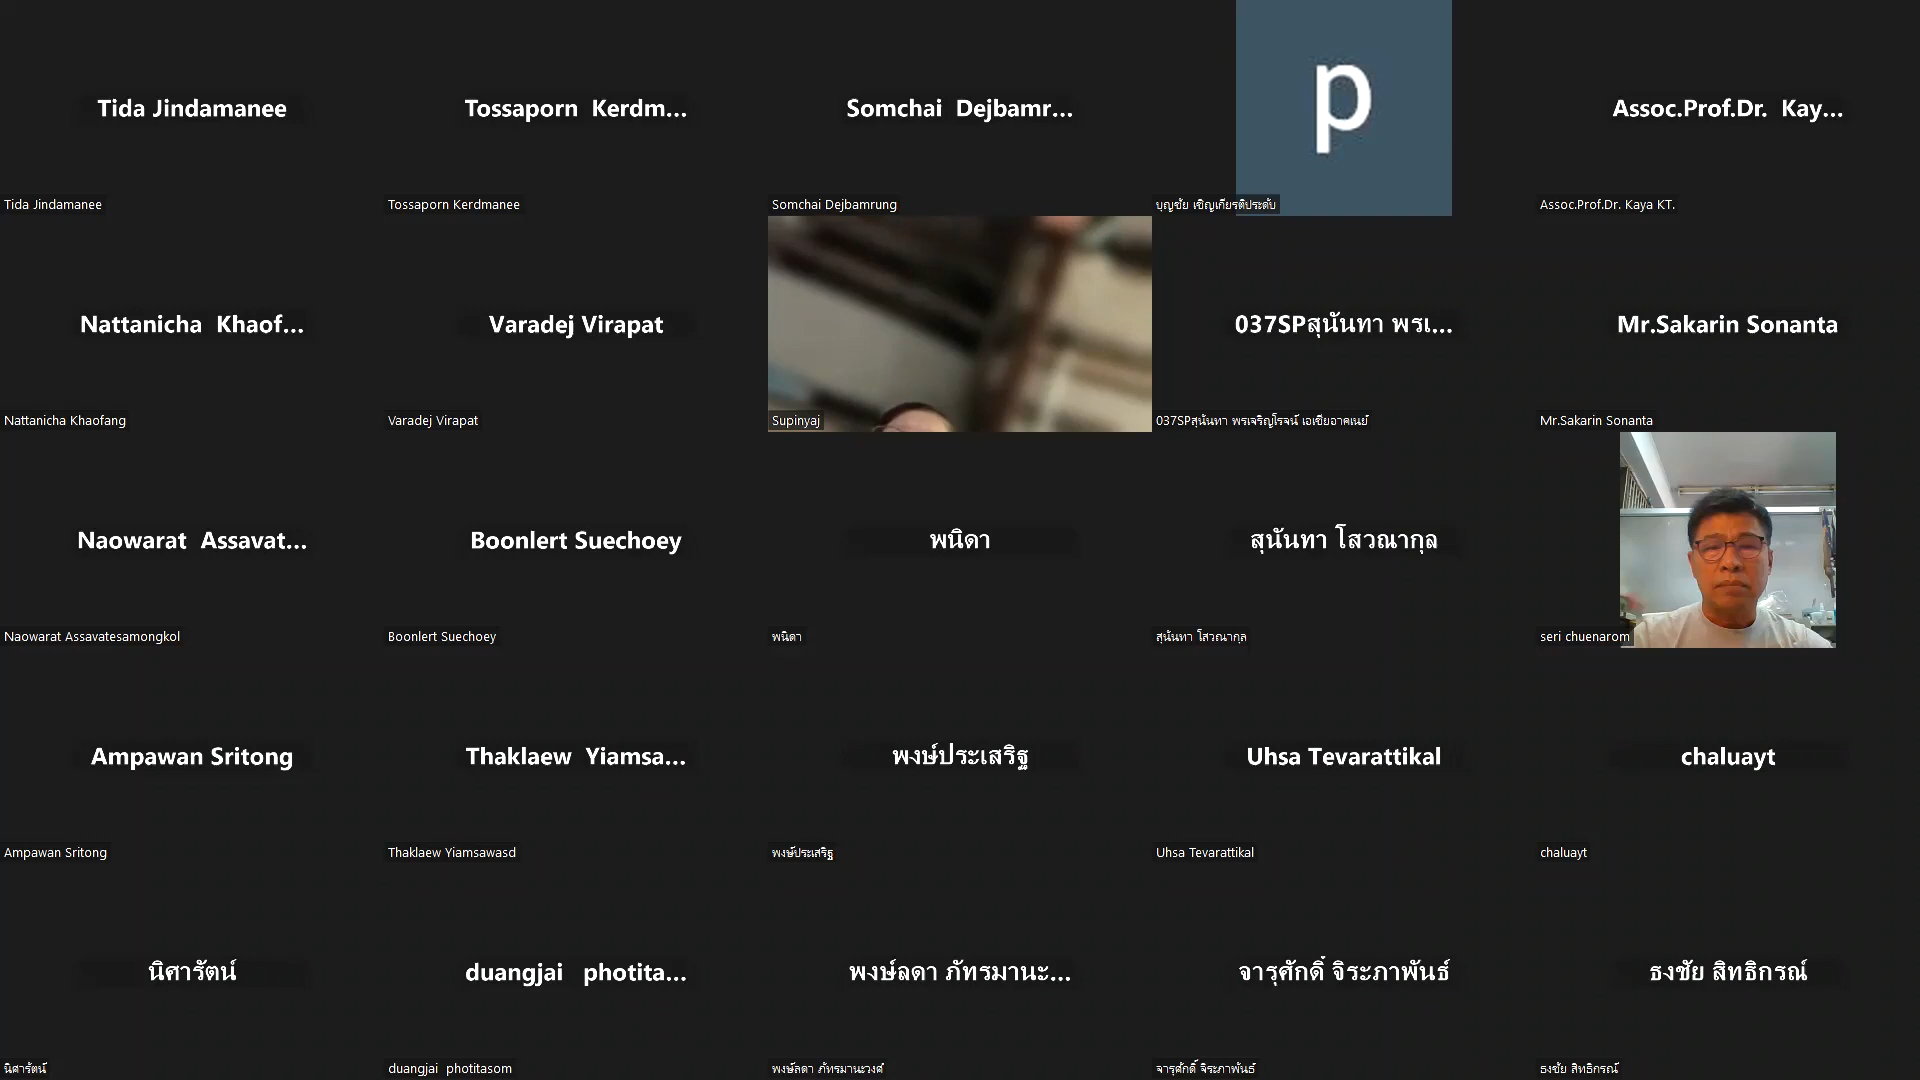 Tida Jindamanee
Tossaporn Kerdm...
Somchai Dejbamr...
p
Assoc.Prof.Dr. Kay...
Tida Jindamanee
Tossaporn Kerdmanee
Somchai Dejbamrung
บุญชัย เชิญเกียรติประดับ
Assoc.Prof.Dr. Kaya KT.
Nattanicha Khaof...
Varadej Virapat
037SPสุนันทา พรเ...
Mr.Sakarin Sonanta
Nattanicha Khaofang
Varadej Virapat
Supinyaj
037SPสุนันทา พรเจริญโรจน์ เอเซียอาคเนย์
Mr.Sakarin Sonanta
Naowarat Assavat...
Boonlert Suechoey
พนิดา
สุนันทา โสวณากุล
Naowarat Assavatesamongkol
Boonlert Suechoey
พนิดา
สุนันทา โสวณากุล
seri chuenarom
Ampawan Sritong
Thaklaew Yiamsa...
พงษ์ประเสริฐ
Uhsa Tevarattikal
chaluayt
Ampawan Sritong
Thaklaew Yiamsawasd
พงษ์ประเสริฐ
Uhsa Tevarattikal
chaluayt
นิศารัตน์
duangjai photita...
พงษ์ลดา ภัทรมานะ...
จารุศักดิ์ จิระภาพันธ์
ธงชัย สิทธิกรณ์
นิศารัตน์
duangjai photitasom
พงษ์ลดา ภัทรมานะวงศ์
จารุศักดิ์ จิระภาพันธ์
ธงชัย สิทธิกรณ์